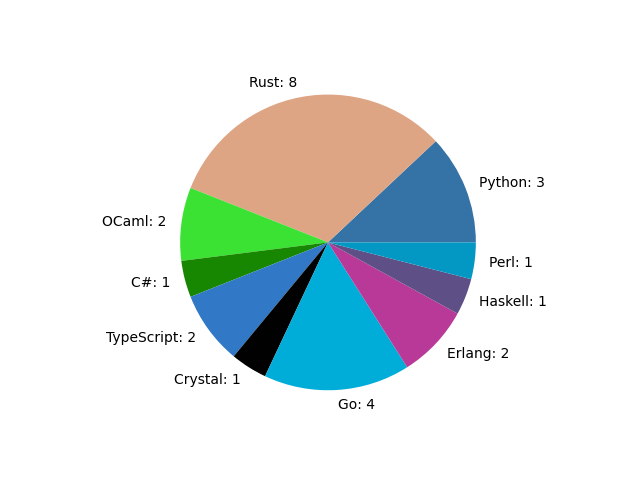 Rust: 8
Python: 3
OCaml: 2
Perl: 1
C#: 1
Haskell: 1
TypeScript: 2
Erlang: 2
Crystal: 1
Go: 4